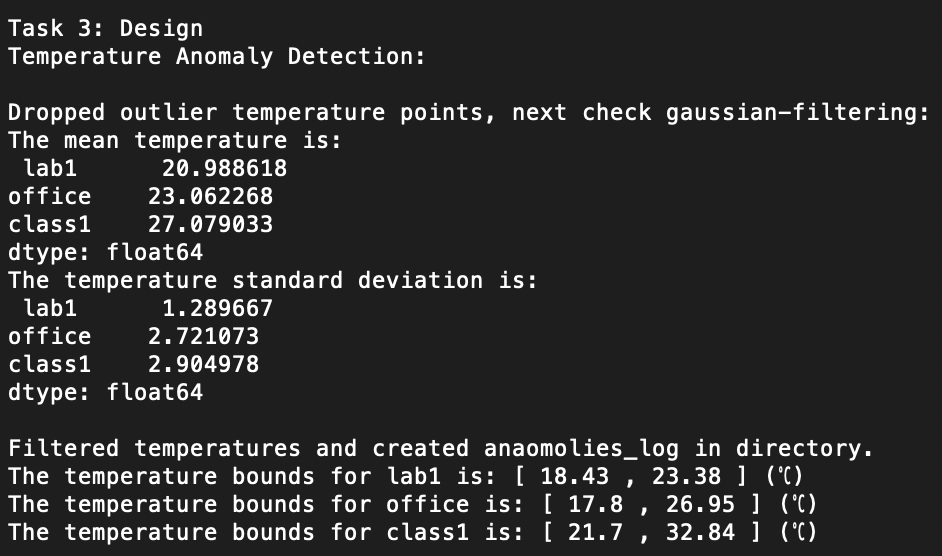 Task 3: Design
Temperature Anomaly Detection:
Dropped outlier temperature points, next check gaussian-filtering:
The mean temperature is:
lab1 20.988618
office 23.062268
class1 27.079033
dtype: float64
The temperature standard deviation is:
lab1 1.289667
office 2.721073
class1 2.904978
dtype: float64
Filtered temperatures and created anaomolies_log in directory.
The temperature bounds for lab1 is: [ 18.43 , 23.38 ] (℃)
The temperature bounds for office is: [ 17.8 , 26.95 ] (℃)
The temperature bounds for class1 is: [ 21.7 , 32.84 ] (℃)